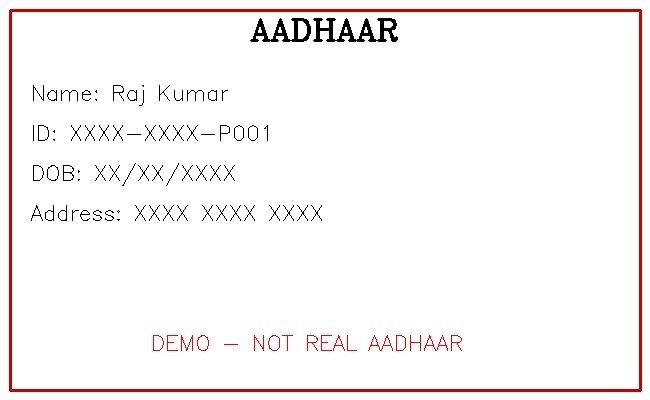 AADHAAR
Name: Raj Kumar
ID: XXXX-XXXX-P001
DOB: XX/XX/XXXX
Address: XXXX XXXX XXXX
DEMO - NOT REAL AADHAAR